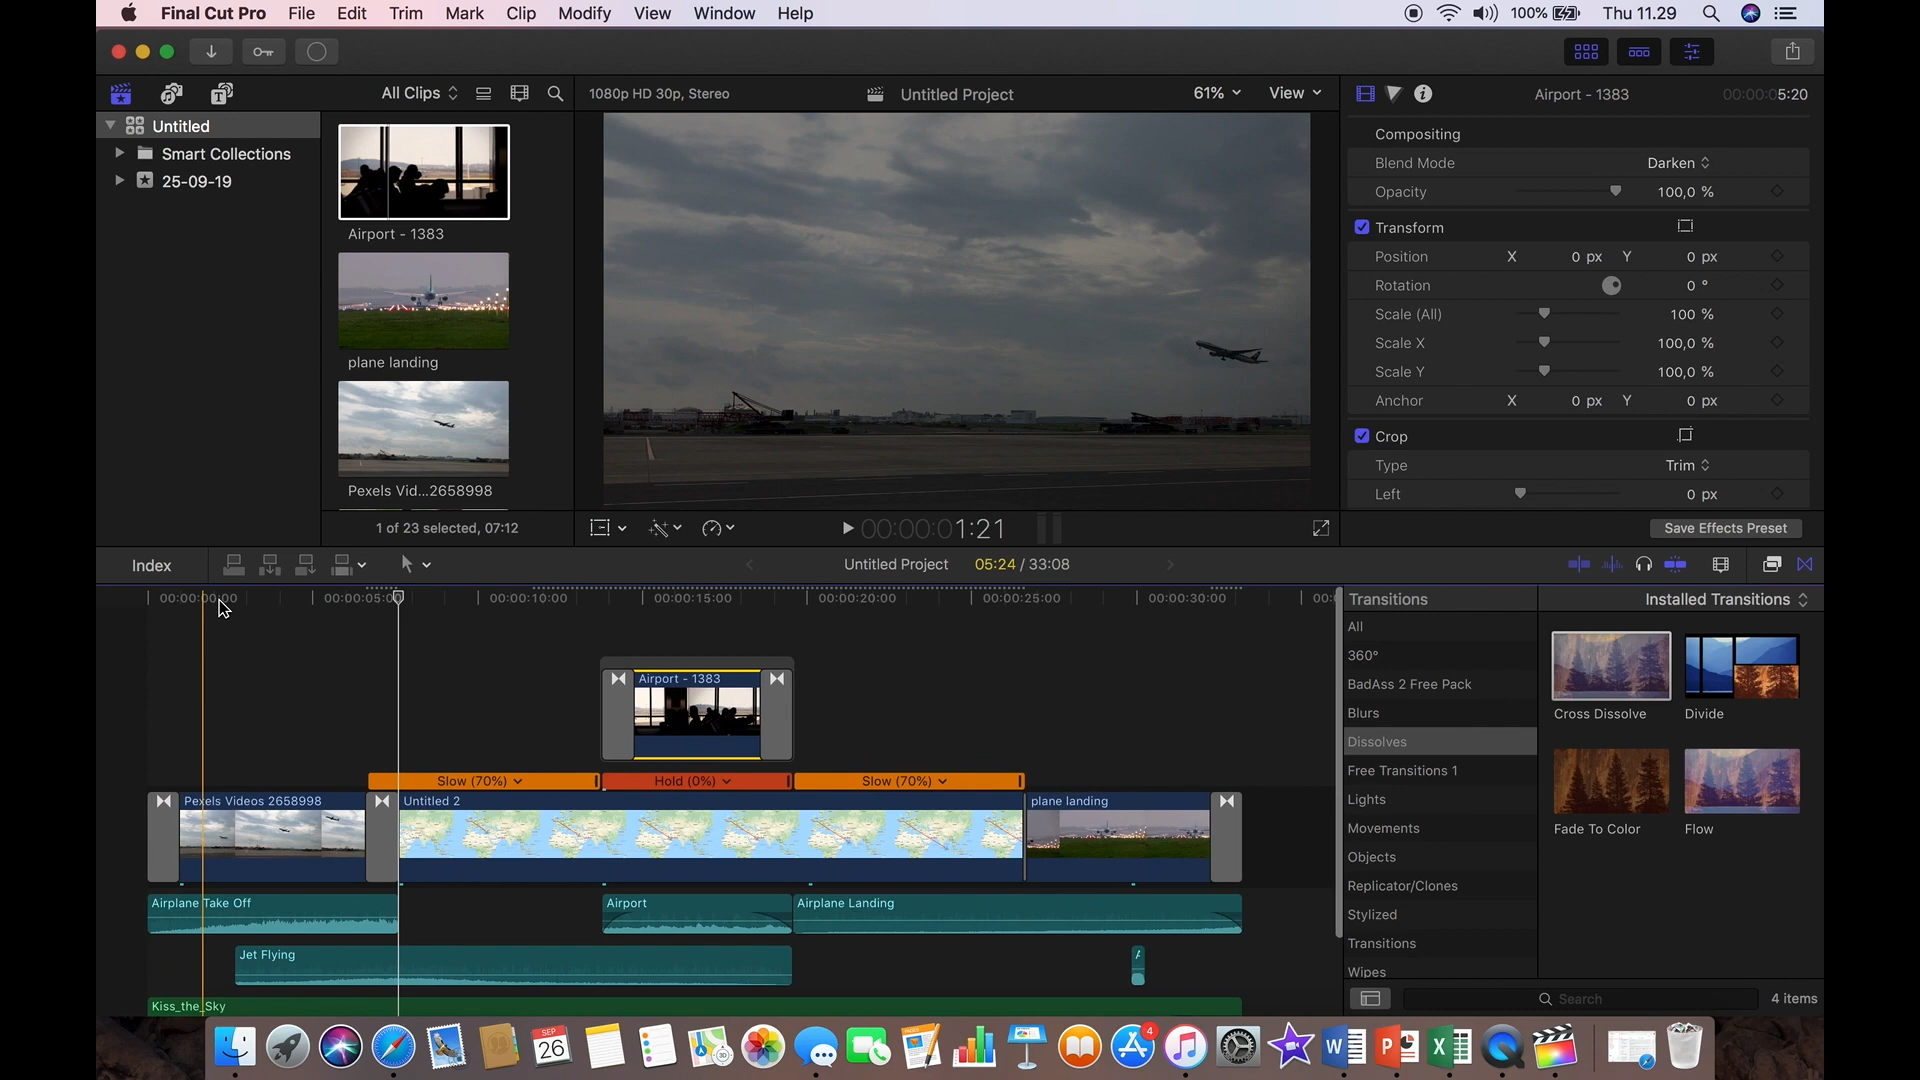 Final Cut Pro File Edit Trim Mark Clip Modify View Window Help 100% Thu 11.29
All Clips
1080p HD 30p, Stereo
Untitled Project
61%
View
Airport - 1383
00:00:05:20
Untitled
Smart Collections
25-09-19
Airport - 1383
plane landing
Pexels Vid...2658998
1 of 23 selected, 07:12
00:00:01:21
Compositing
Blend Mode Darken
Opacity 100,0 %
Transform
Position X 0 px Y 0 px
Rotation 0 °
Scale (All) 100 %
Scale X 100,0 %
Scale Y 100,0 %
Anchor X 0 px Y 0 px
Crop
Type Trim
Left 0 px
Save Effects Preset
Index
Untitled Project 05:24 / 33:08
00:00:00:00 00:00:05:00 00:00:10:00 00:00:15:00 00:00:20:00 00:00:25:00 00:00:30:00 00:0
Airport - 1383
Slow (70%) Hold (0%) Slow (70%)
Pexels Videos 2658998 Untitled 2 plane landing
Airplane Take Off Airport Airplane Landing
Jet Flying A
Kiss_the_Sky
Transitions
All
360°
BadAss 2 Free Pack
Blurs
Dissolves
Free Transitions 1
Lights
Movements
Objects
Replicator/Clones
Stylized
Transitions
Wipes
Installed Transitions
Cross Dissolve Divide
Fade To Color Flow
Search 4 items
SEP
26
4